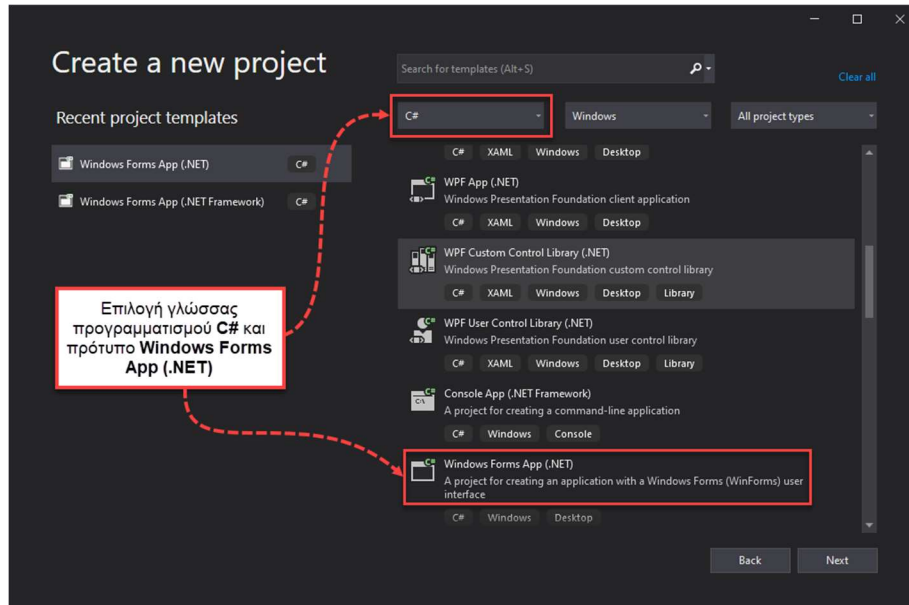 Create a new project
Search for templates (Alt+S)
Clear all
Recent project templates
C#
Windows
All project types
Windows Forms App (.NET)
C#
Windows Forms App (.NET Framework)
C#
Επιλογή γλώσσας
προγραμματισμού C# και
πρότυπο Windows Forms
App (.NET)
C# XAML Windows Desktop
WPF App (.NET)
Windows Presentation Foundation client application
C# XAML Windows Desktop
WPF Custom Control Library (.NET)
Windows Presentation Foundation custom control library
C# XAML Windows Desktop Library
WPF User Control Library (.NET)
Windows Presentation Foundation user control library
C# XAML Windows Desktop Library
Console App (.NET Framework)
A project for creating a command-line application
C# Windows Console
Windows Forms App (.NET)
A project for creating an application with a Windows Forms (WinForms) user
interface
C# Windows Desktop
Back
Next